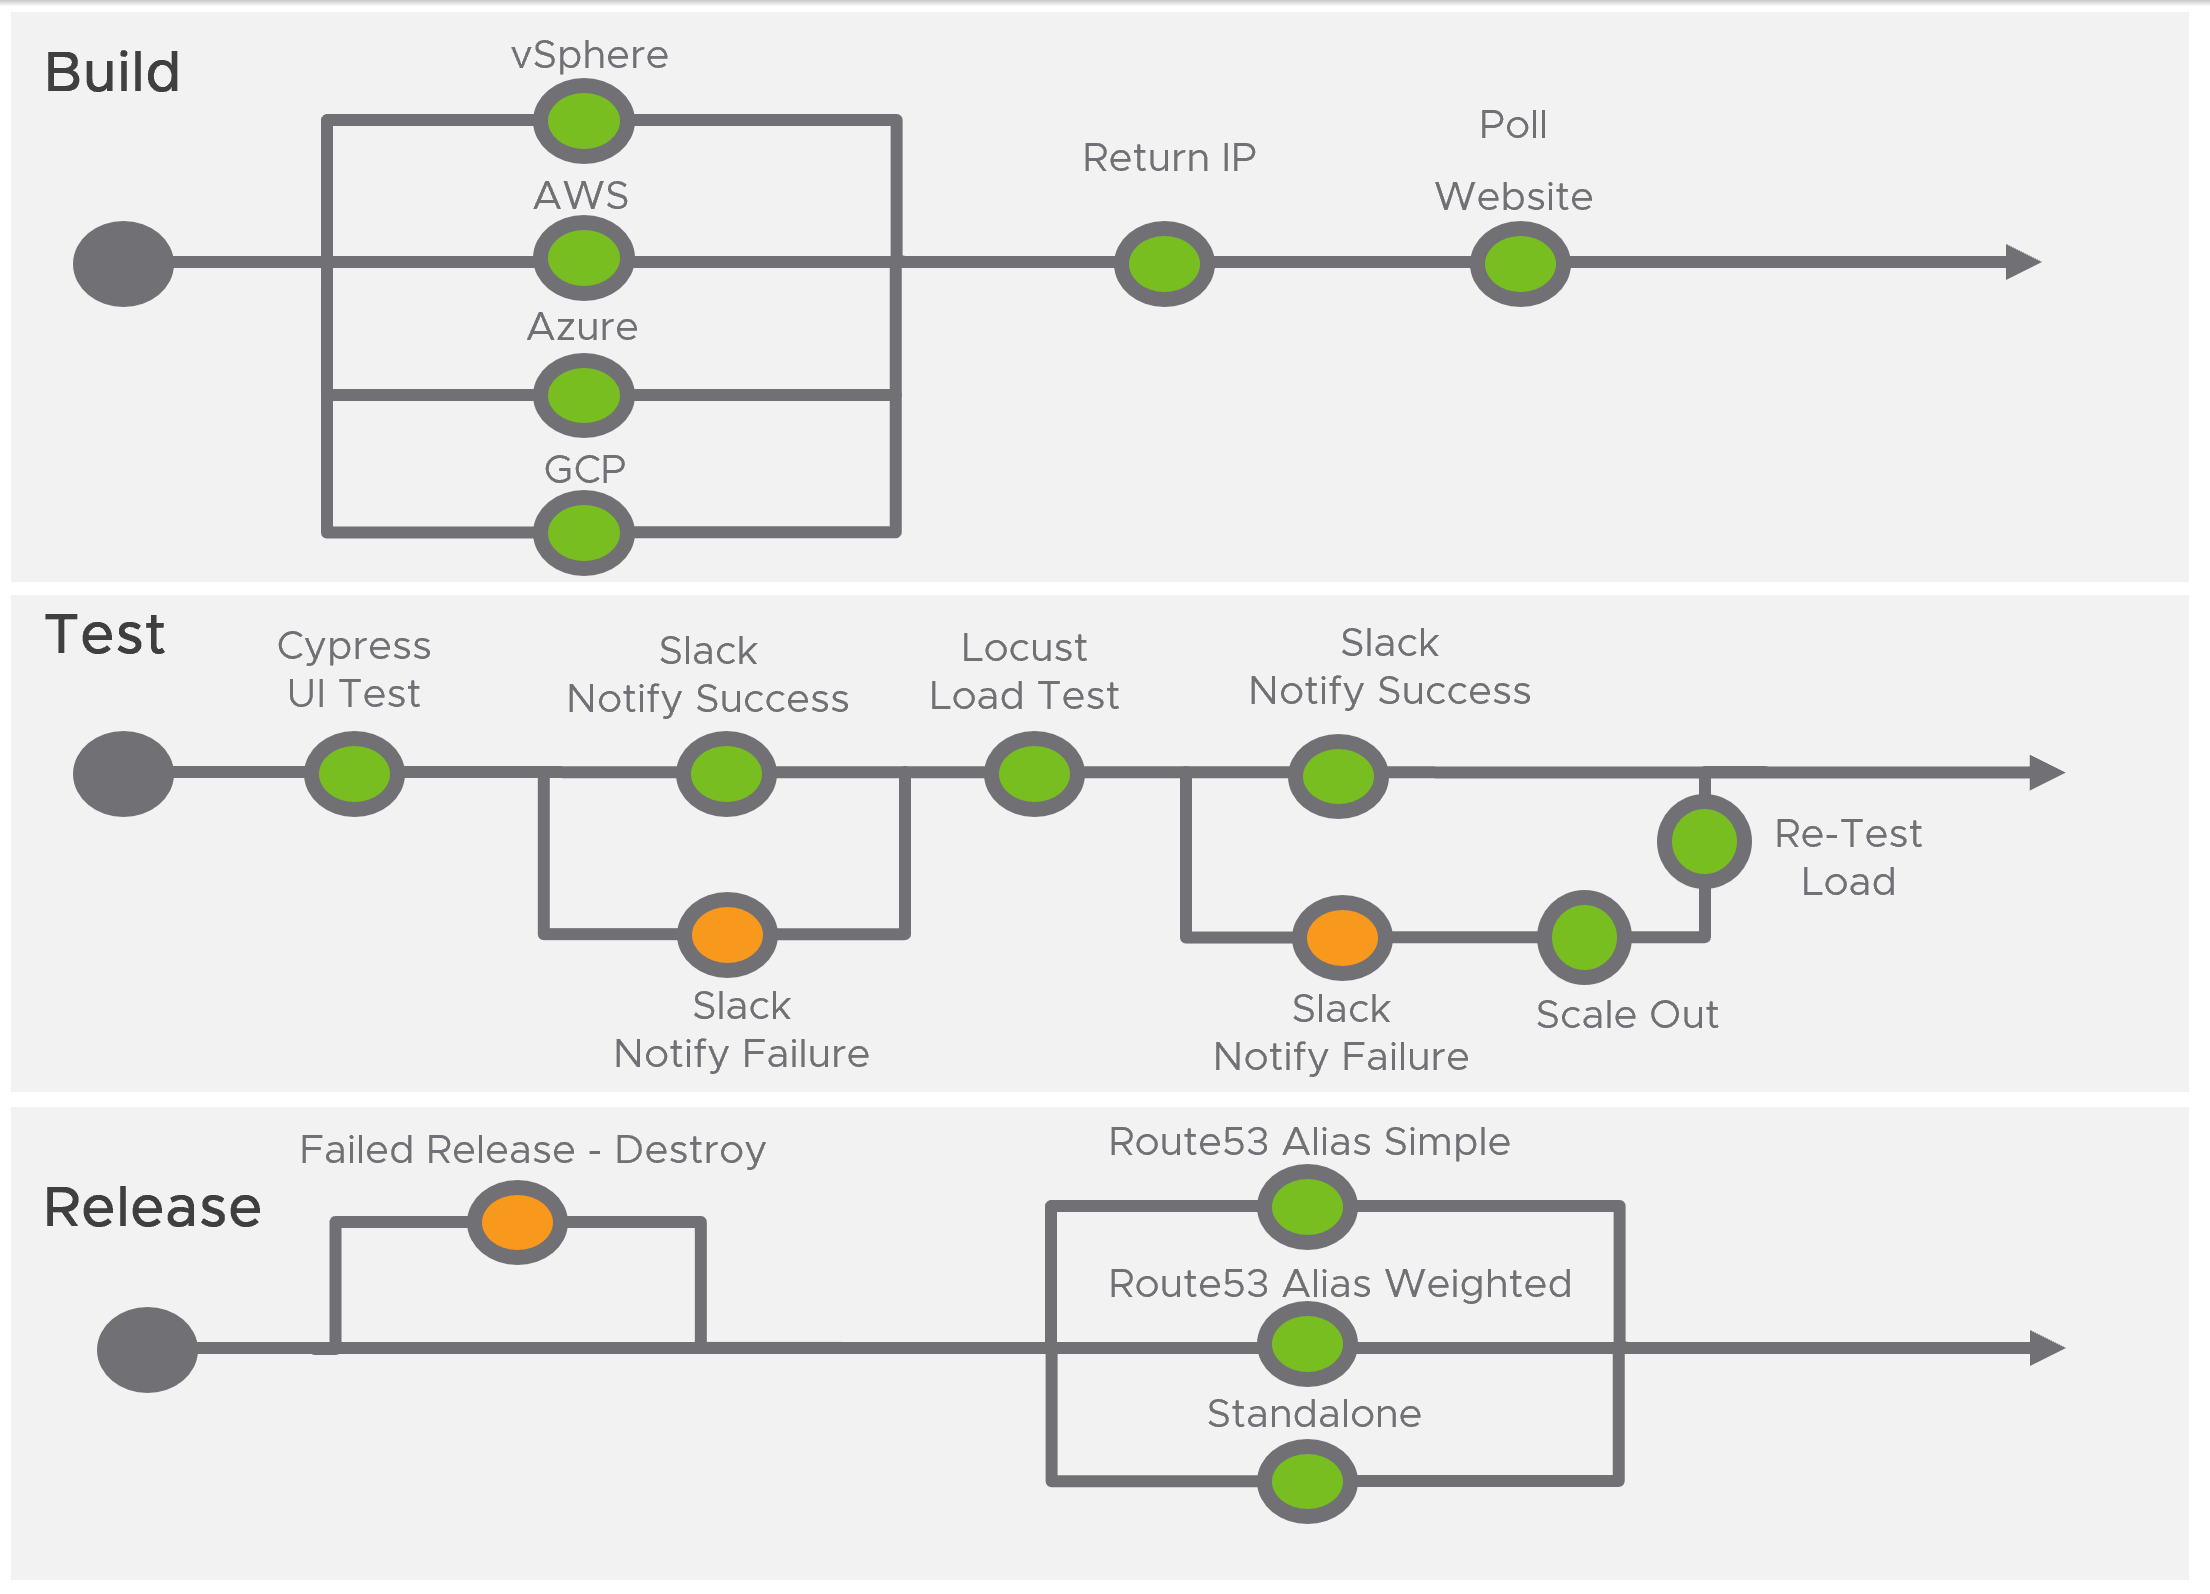 Build
vSphere
AWS
Azure
GCP
Return IP
Poll
Website
Test
Cypress
UI Test
Slack
Notify Success
Locust
Load Test
Slack
Notify Success
Re-Test
Load
Slack
Notify Failure
Slack
Notify Failure
Scale Out
Release
Failed Release - Destroy
Route53 Alias Simple
Route53 Alias Weighted
Standalone